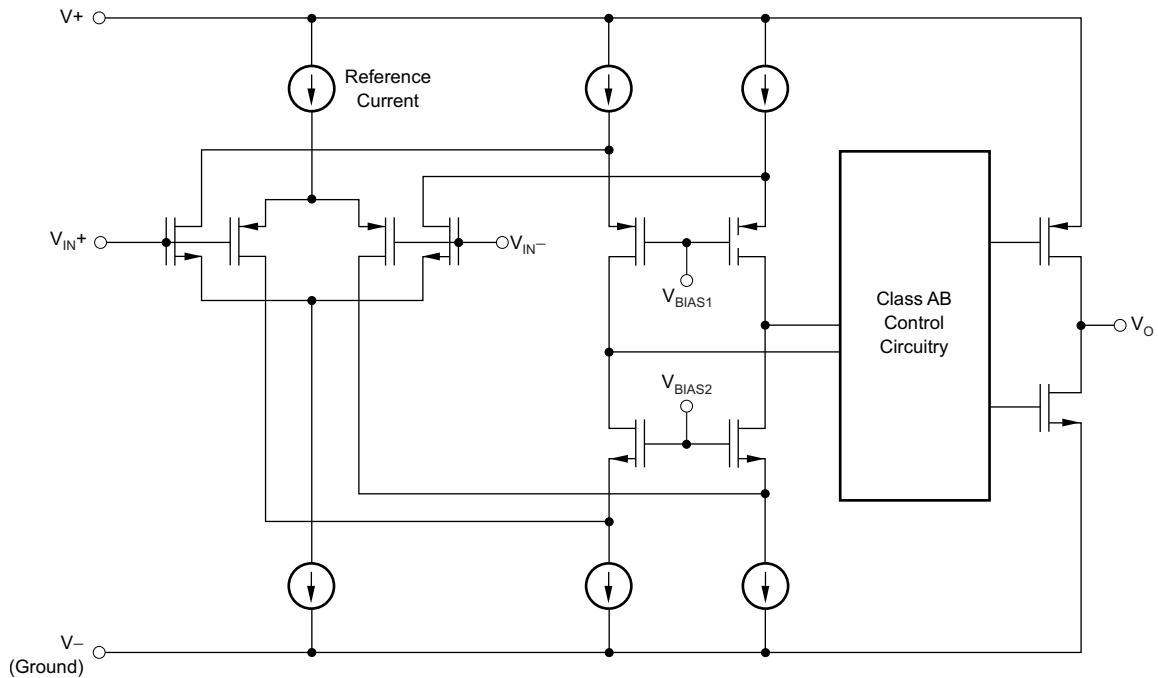 V+
Reference
Current
V_IN+
V_IN–
V_BIAS1
V_BIAS2
Class AB
Control
Circuitry
V_O
V–
(Ground)